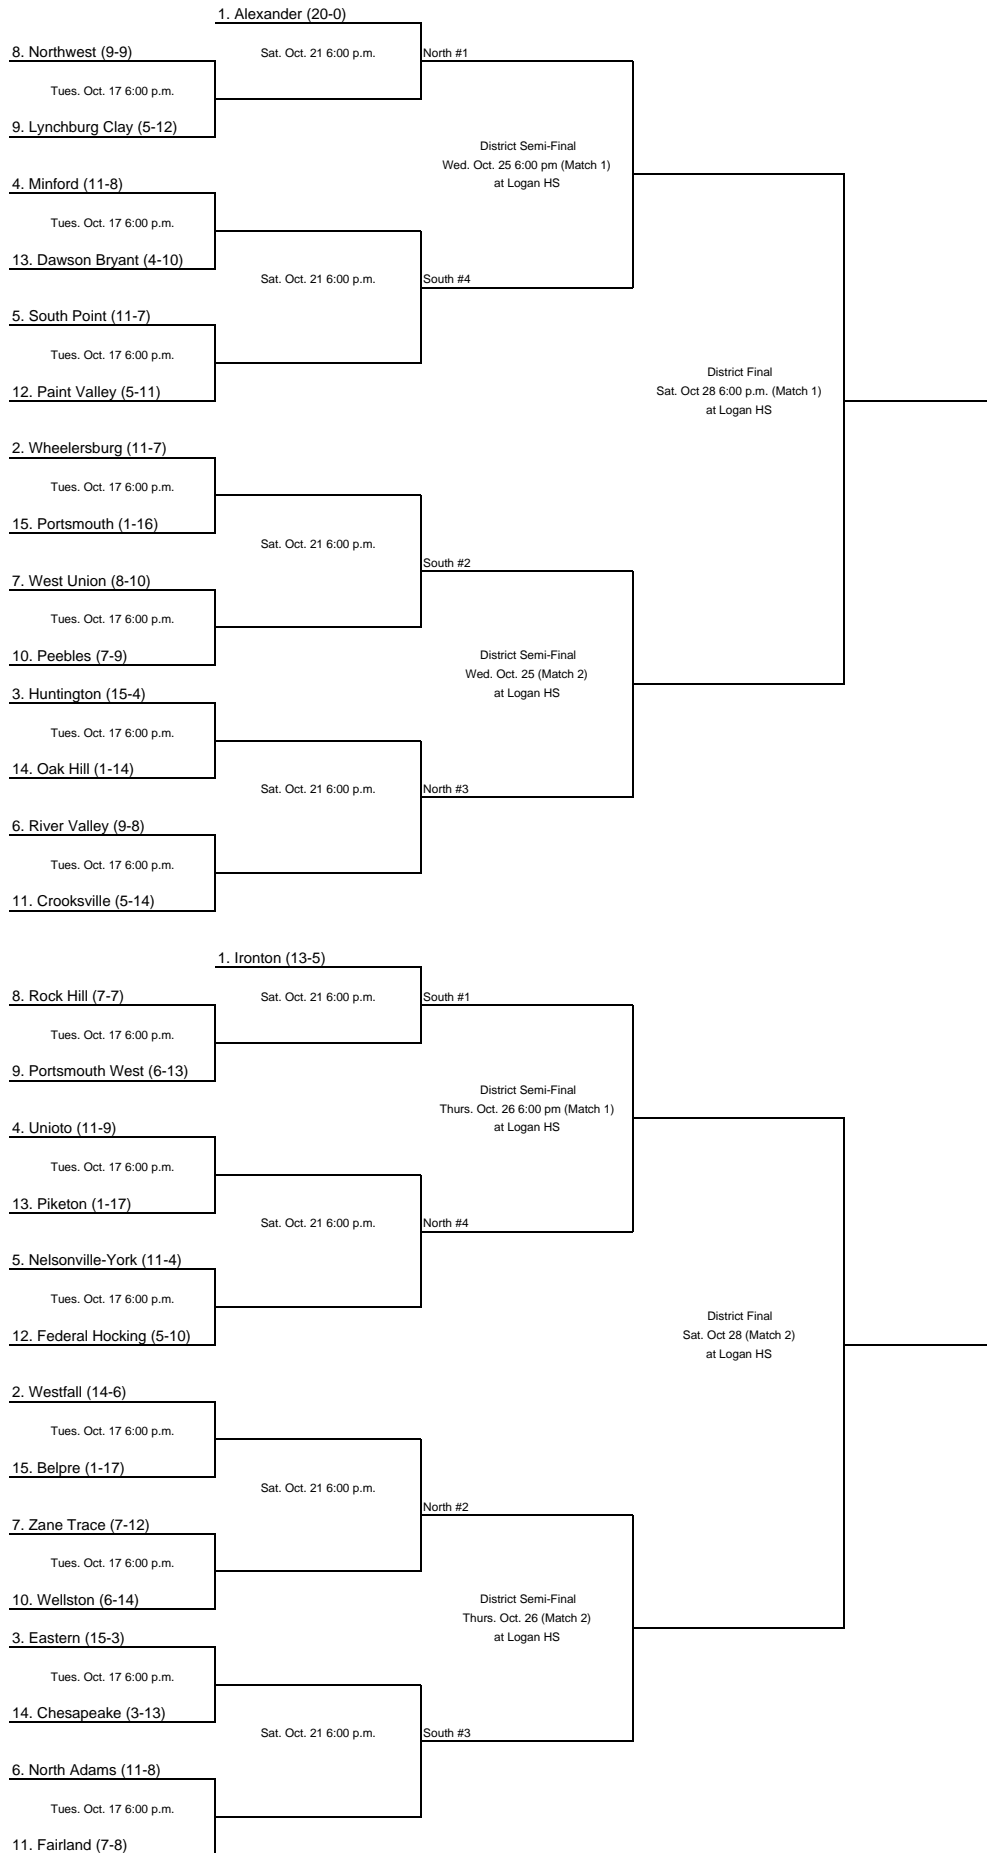 1. Alexander (20-0)
8. Northwest (9-9)
Sat. Oct. 21 6:00 p.m.
North #1
Tues. Oct. 17 6:00 p.m.
9. Lynchburg Clay (5-12)
District Semi-Final
Wed. Oct. 25 6:00 pm (Match 1)
at Logan HS
4. Minford (11-8)
Tues. Oct. 17 6:00 p.m.
13. Dawson Bryant (4-10)
Sat. Oct. 21 6:00 p.m.
South #4
5. South Point (11-7)
Tues. Oct. 17 6:00 p.m.
12. Paint Valley (5-11)
District Final
Sat. Oct 28 6:00 p.m. (Match 1)
at Logan HS
2. Wheelersburg (11-7)
Tues. Oct. 17 6:00 p.m.
15. Portsmouth (1-16)
Sat. Oct. 21 6:00 p.m.
South #2
7. West Union (8-10)
Tues. Oct. 17 6:00 p.m.
10. Peebles (7-9)
District Semi-Final
Wed. Oct. 25 (Match 2)
at Logan HS
3. Huntington (15-4)
Tues. Oct. 17 6:00 p.m.
14. Oak Hill (1-14)
Sat. Oct. 21 6:00 p.m.
North #3
6. River Valley (9-8)
Tues. Oct. 17 6:00 p.m.
11. Crooksville (5-14)
1. Ironton (13-5)
8. Rock Hill (7-7)
Sat. Oct. 21 6:00 p.m.
South #1
Tues. Oct. 17 6:00 p.m.
9. Portsmouth West (6-13)
District Semi-Final
Thurs. Oct. 26 6:00 pm (Match 1)
at Logan HS
4. Unioto (11-9)
Tues. Oct. 17 6:00 p.m.
13. Piketon (1-17)
Sat. Oct. 21 6:00 p.m.
North #4
5. Nelsonville-York (11-4)
Tues. Oct. 17 6:00 p.m.
12. Federal Hocking (5-10)
District Final
Sat. Oct 28 (Match 2)
at Logan HS
2. Westfall (14-6)
Tues. Oct. 17 6:00 p.m.
15. Belpre (1-17)
Sat. Oct. 21 6:00 p.m.
North #2
7. Zane Trace (7-12)
Tues. Oct. 17 6:00 p.m.
10. Wellston (6-14)
District Semi-Final
Thurs. Oct. 26 (Match 2)
at Logan HS
3. Eastern (15-3)
Tues. Oct. 17 6:00 p.m.
14. Chesapeake (3-13)
Sat. Oct. 21 6:00 p.m.
South #3
6. North Adams (11-8)
Tues. Oct. 17 6:00 p.m.
11. Fairland (7-8)